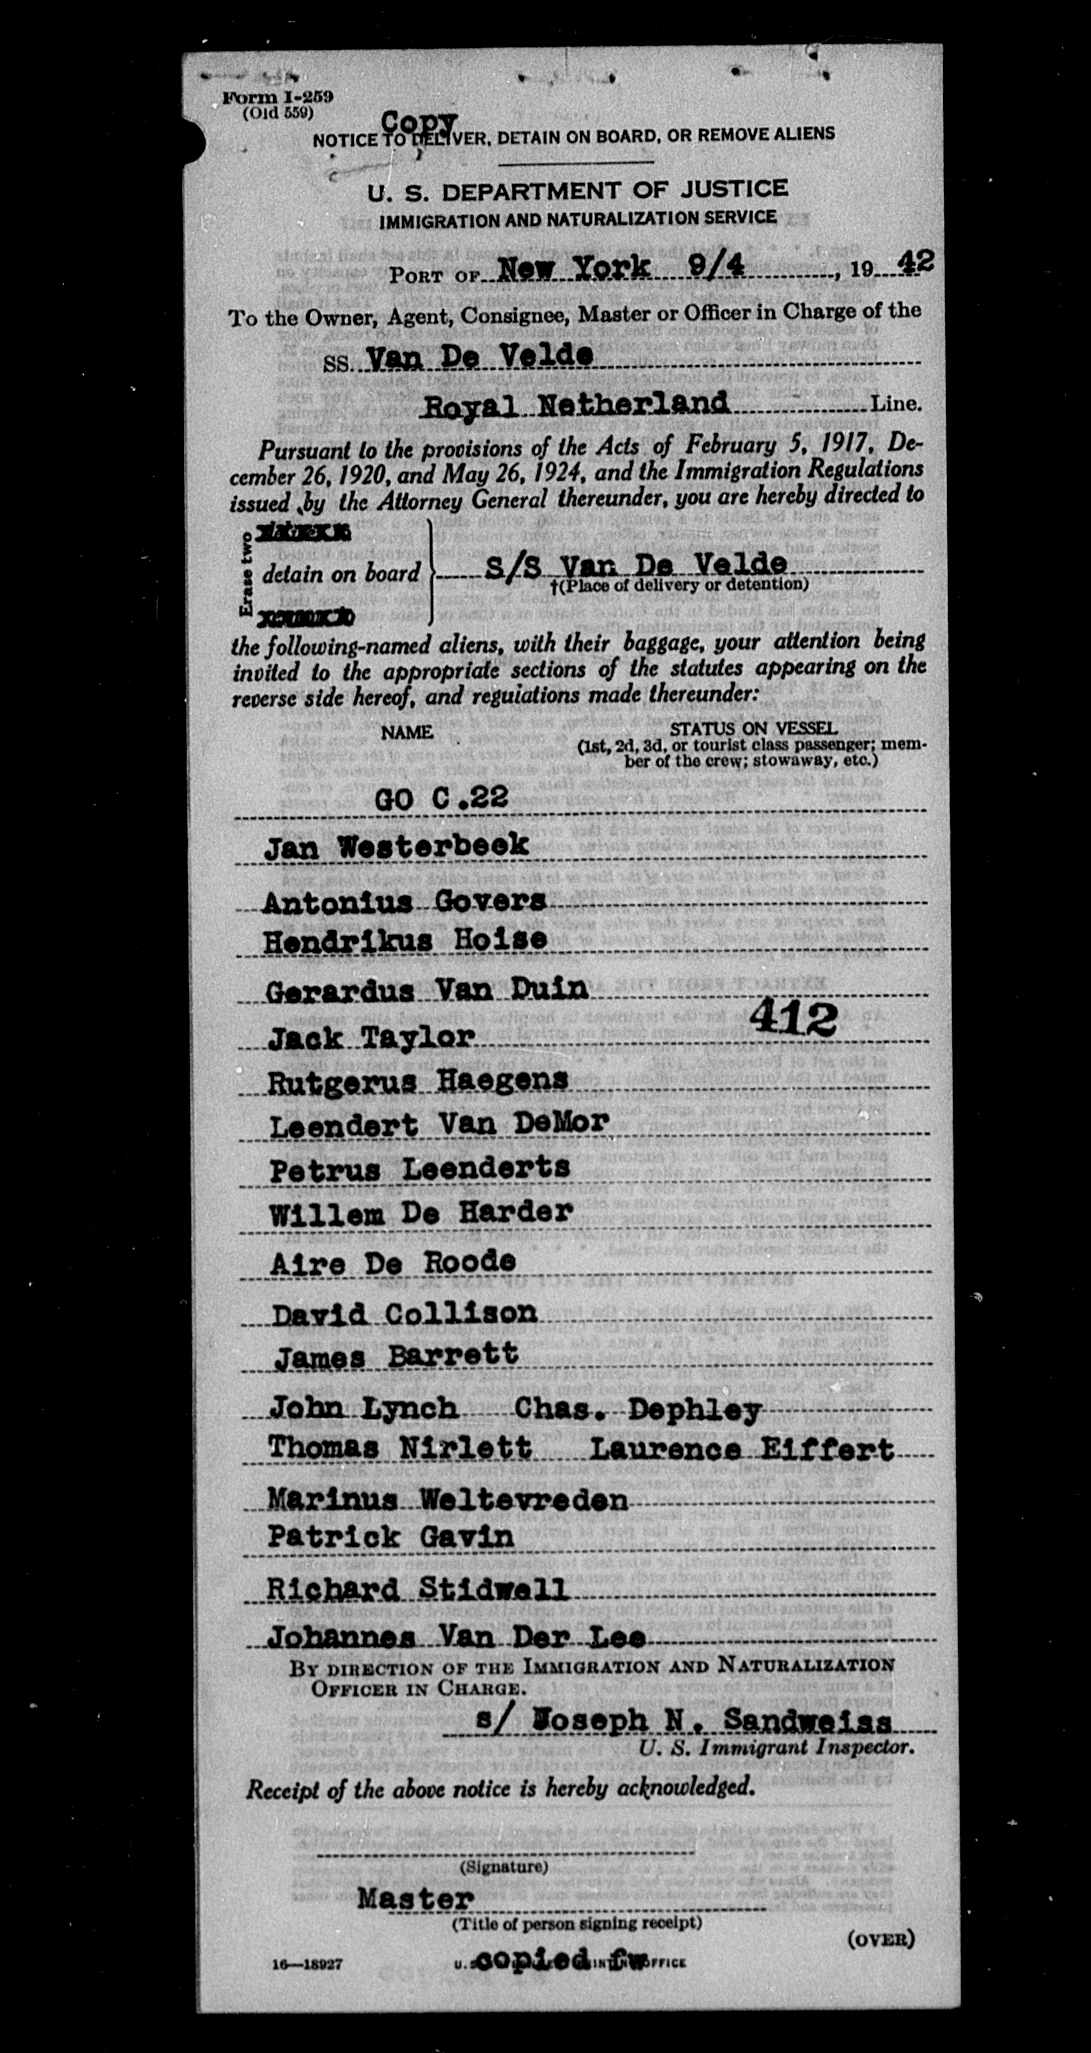 Form I-259
(Old 559)
Copy
NOTICE TO DELIVER, DETAIN ON BOARD, OR REMOVE ALIENS
U. S. DEPARTMENT OF JUSTICE
IMMIGRATION AND NATURALIZATION SERVICE
PORT OF New York 9/4, 19 42
To the Owner, Agent, Consignee, Master or Officer in Charge of the
SS. Van De Velde
Royal Netherland Line.
Pursuant to the provisions of the Acts of February 5, 1917, De-
cember 26, 1920, and May 26, 1924, and the Immigration Regulations
issued by the Attorney General thereunder, you are hereby directed to
Erase two
detain on board } S/S Van De Velde
†(Place of delivery or detention)
the following-named aliens, with their baggage, your attention being
invited to the appropriate sections of the statutes appearing on the
reverse side hereof, and regulations made thereunder:
NAME STATUS ON VESSEL
(1st, 2d, 3d, or tourist class passenger; mem-
ber of the crew; stowaway, etc.)
GO C.22
Jan Westerbeek
Antonius Govers
Hendrikus Hoise
Gerardus Van Duin
412
Jack Taylor
Rutgerus Haegens
Leendert Van DeMor
Petrus Leenderts
Willem De Harder
Aire De Roode
David Collison
James Barrett
John Lynch Chas. Dephley
Thomas Nirlett Laurence Eiffert
Marinus Weltevreden
Patrick Gavin
Richard Stidwell
Johannes Van Der Lee
BY DIRECTION OF THE IMMIGRATION AND NATURALIZATION
OFFICER IN CHARGE.
s/ Joseph N. Sandweiss
U. S. Immigrant Inspector.
Receipt of the above notice is hereby acknowledged.
(Signature)
Master
(Title of person signing receipt)
(OVER)
16—18927 U. S. OFFICE
copied fw